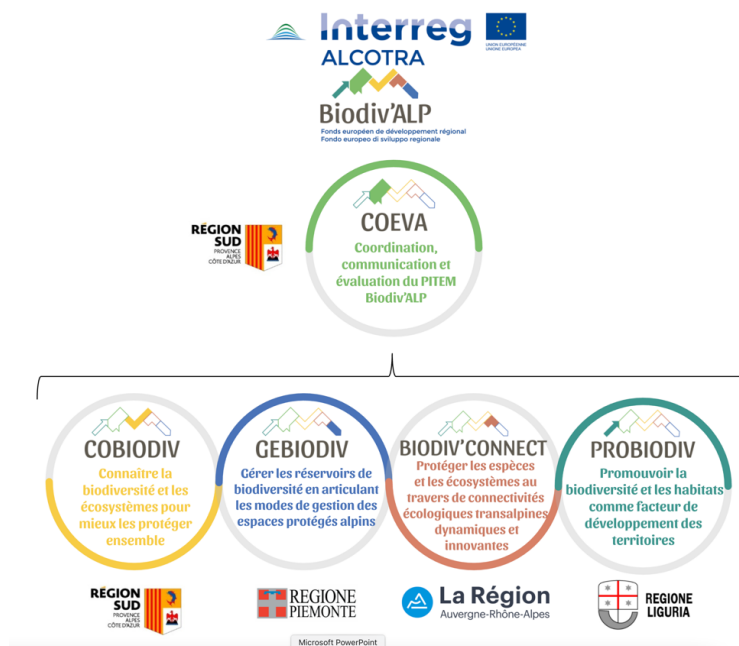 Interreg
UNION EUROPÉENNE
UNIONE EUROPEA
ALCOTRA
Biodiv'ALP
Fonds européen de développement régional
Fondo europeo di sviluppo regionale
RÉGION
SUD
PROVENCE
ALPES
CÔTE D'AZUR
COEVA
Coordination,
communication et
évaluation du PITEM
Biodiv'ALP
COBIODIV
Connaître la
biodiversité et les
écosystèmes pour
mieux les protéger
ensemble
GEBIODIV
Gérer les réservoirs de
biodiversité en articulant
les modes de gestion des
espaces protégés alpins
BIODIV'CONNECT
Protéger les espèces
et les écosystèmes au
travers de connectivités
écologiques transalpines
dynamiques et
innovantes
PROBIODIV
Promouvoir la
biodiversité et les habitats
comme facteur de
développement des
territoires
RÉGION
SUD
PROVENCE
ALPES
CÔTE D'AZUR
REGIONE
PIEMONTE
La Région
Auvergne-Rhône-Alpes
REGIONE
LIGURIA
Microsoft PowerPoint